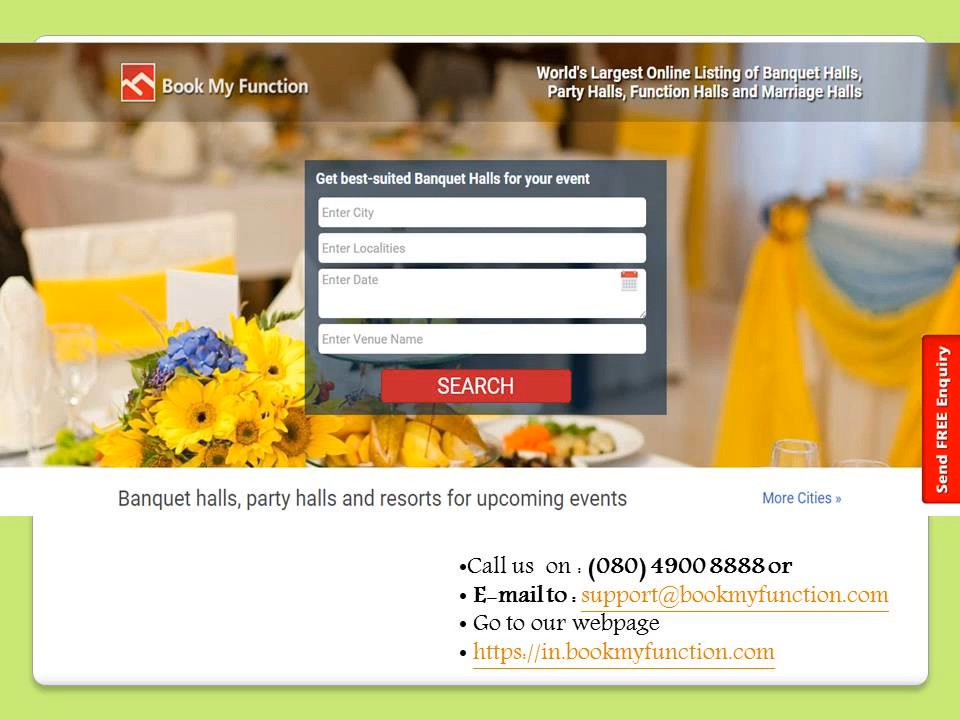 Book My Function
World's Largest Online Listing of Banquet Halls,
Party Halls, Function Halls and Marriage Halls
Get best-suited Banquet Halls for your event
Enter City
Enter Localities
Enter Date
Enter Venue Name
SEARCH
Send FREE Enquiry
Banquet halls, party halls and resorts for upcoming events
More Cities »
•Call us on : (080) 4900 8888 or
• E-mail to : support@bookmyfunction.com
• Go to our webpage
• https://in.bookmyfunction.com